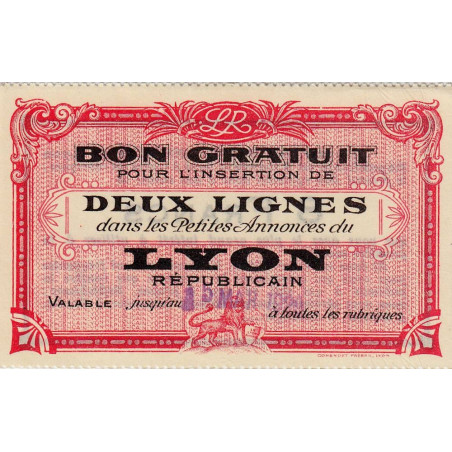 LR
BON GRATUIT
POUR L'INSERTION DE
DEUX LIGNES
dans les Petites Annonces du
LYON
RÉPUBLICAIN
VALABLE jusqu'au à toutes les rubriques